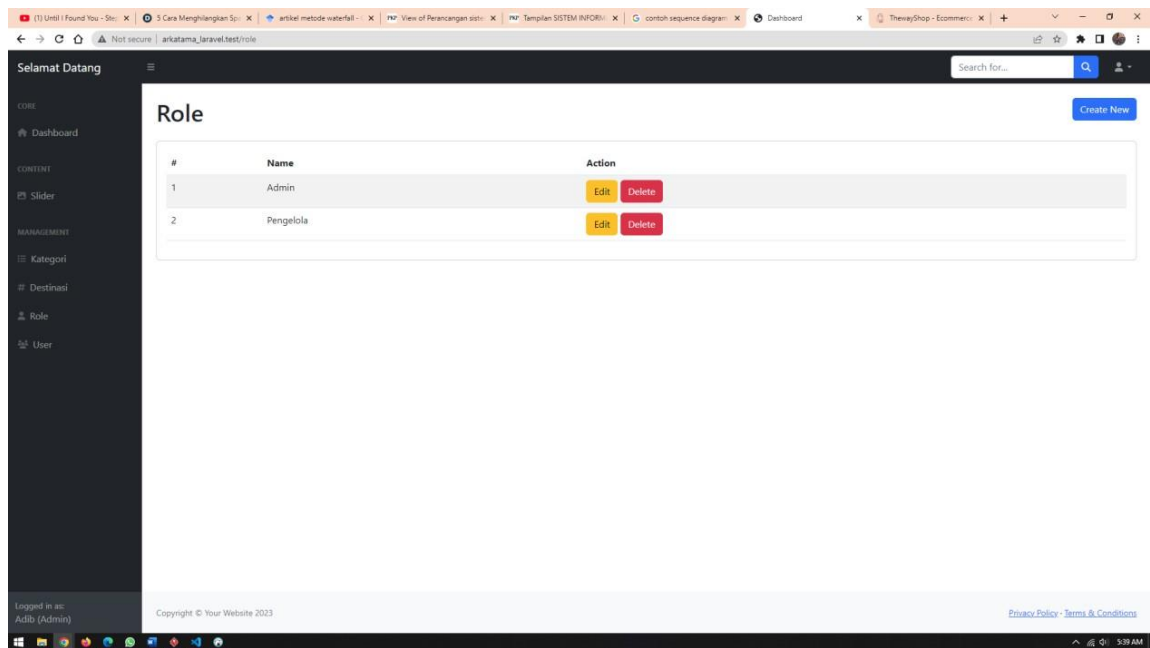 (1) Until I Found You - Step
5 Cara Menghilangkan Sp
artikel metode waterfall -
View of Perancangan siste
Tampilan SISTEM INFORM
contoh sequence diagram
Dashboard
ThewayShop - Ecommerc
Not secure | arkatama_laravel.test/role
Selamat Datang
Search for...
CORE
Dashboard
CONTENT
Slider
MANAGEMENT
Kategori
Destinasi
Role
User
Role
Create New
# Name Action
1 Admin Edit Delete
2 Pengelola Edit Delete
Logged in as:
Adib (Admin)
Copyright © Your Website 2023
Privacy Policy · Terms & Conditions
5:39 AM